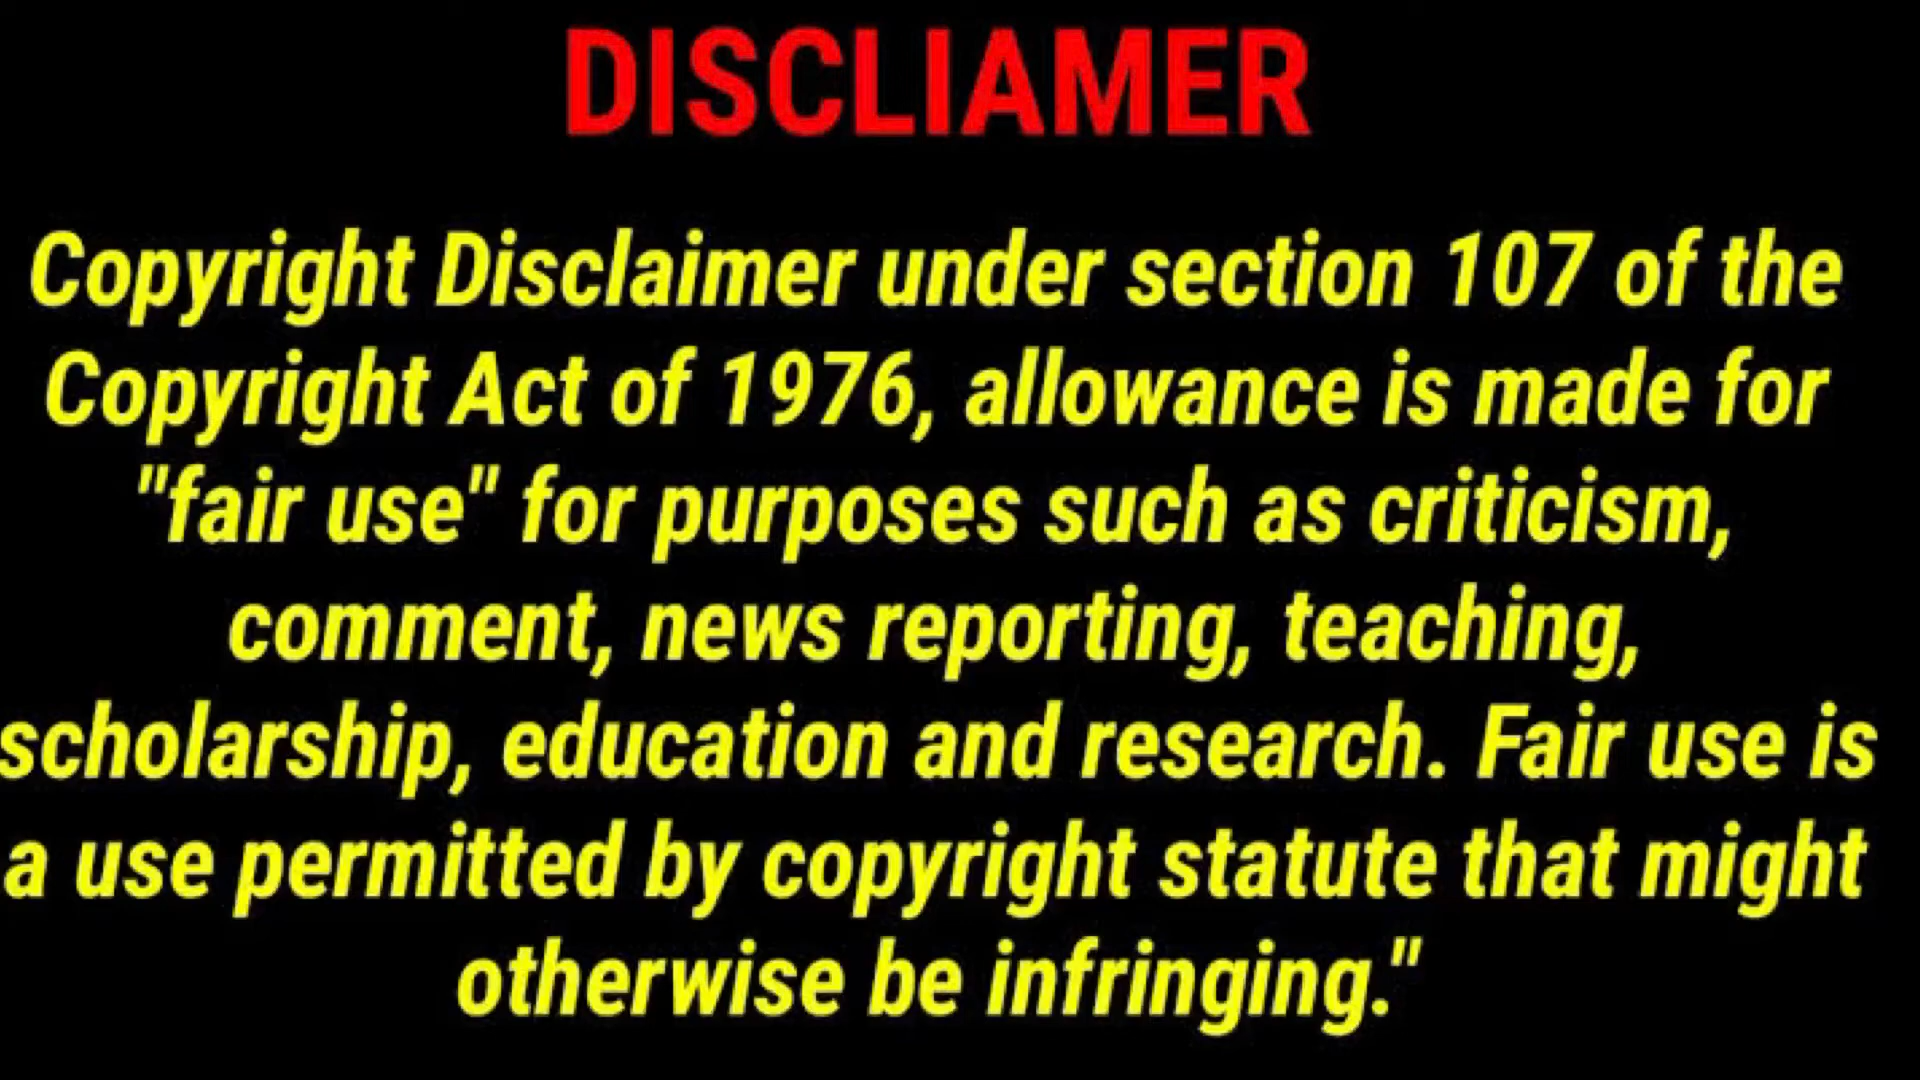 DISCLIAMER
Copyright Disclaimer under section 107 of the
Copyright Act of 1976, allowance is made for
"fair use" for purposes such as criticism,
comment, news reporting, teaching,
scholarship, education and research. Fair use is
a use permitted by copyright statute that might
otherwise be infringing."